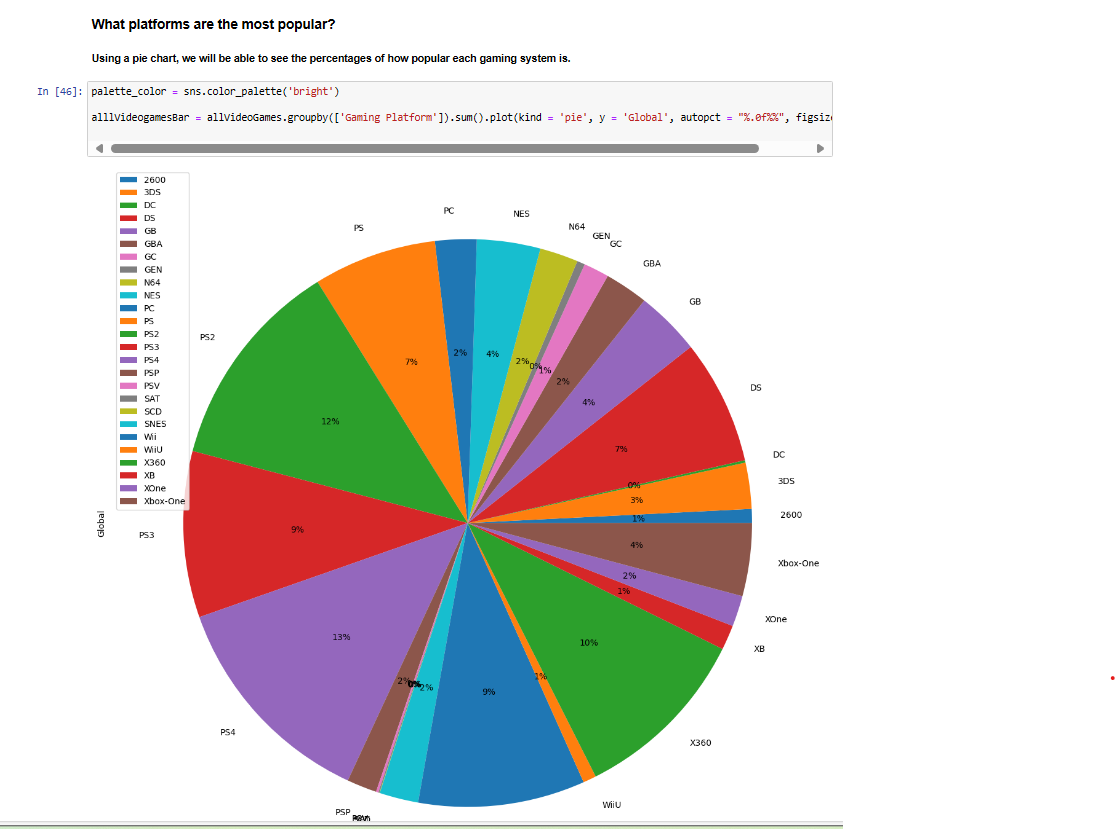 What platforms are the most popular?
Using a pie chart, we will be able to see the percentages of how popular each gaming system is.
In [46]:
palette_color = sns.color_palette('bright')
alllVideogamesBar = allVideoGames.groupby(['Gaming Platform']).sum().plot(kind = 'pie', y = 'Global', autopct = "%.0f%%", figsize
2600
3DS
DC
DS
GB
GBA
GC
GEN
N64
NES
PC
PS
PS2
PS3
PS4
PSP
PSV
SAT
SCD
SNES
Wii
WiiU
X360
XB
XOne
Xbox-One
Global
2600
1%
3DS
3%
DC
0%
DS
7%
GB
4%
GBA
2%
GC
1%
GEN
0%
N64
2%
NES
4%
PC
2%
PS
7%
PS2
12%
PS3
9%
PS4
13%
PSP
2%
0%
2%
9%
WiiU
1%
X360
10%
XB
1%
XOne
2%
Xbox-One
4%